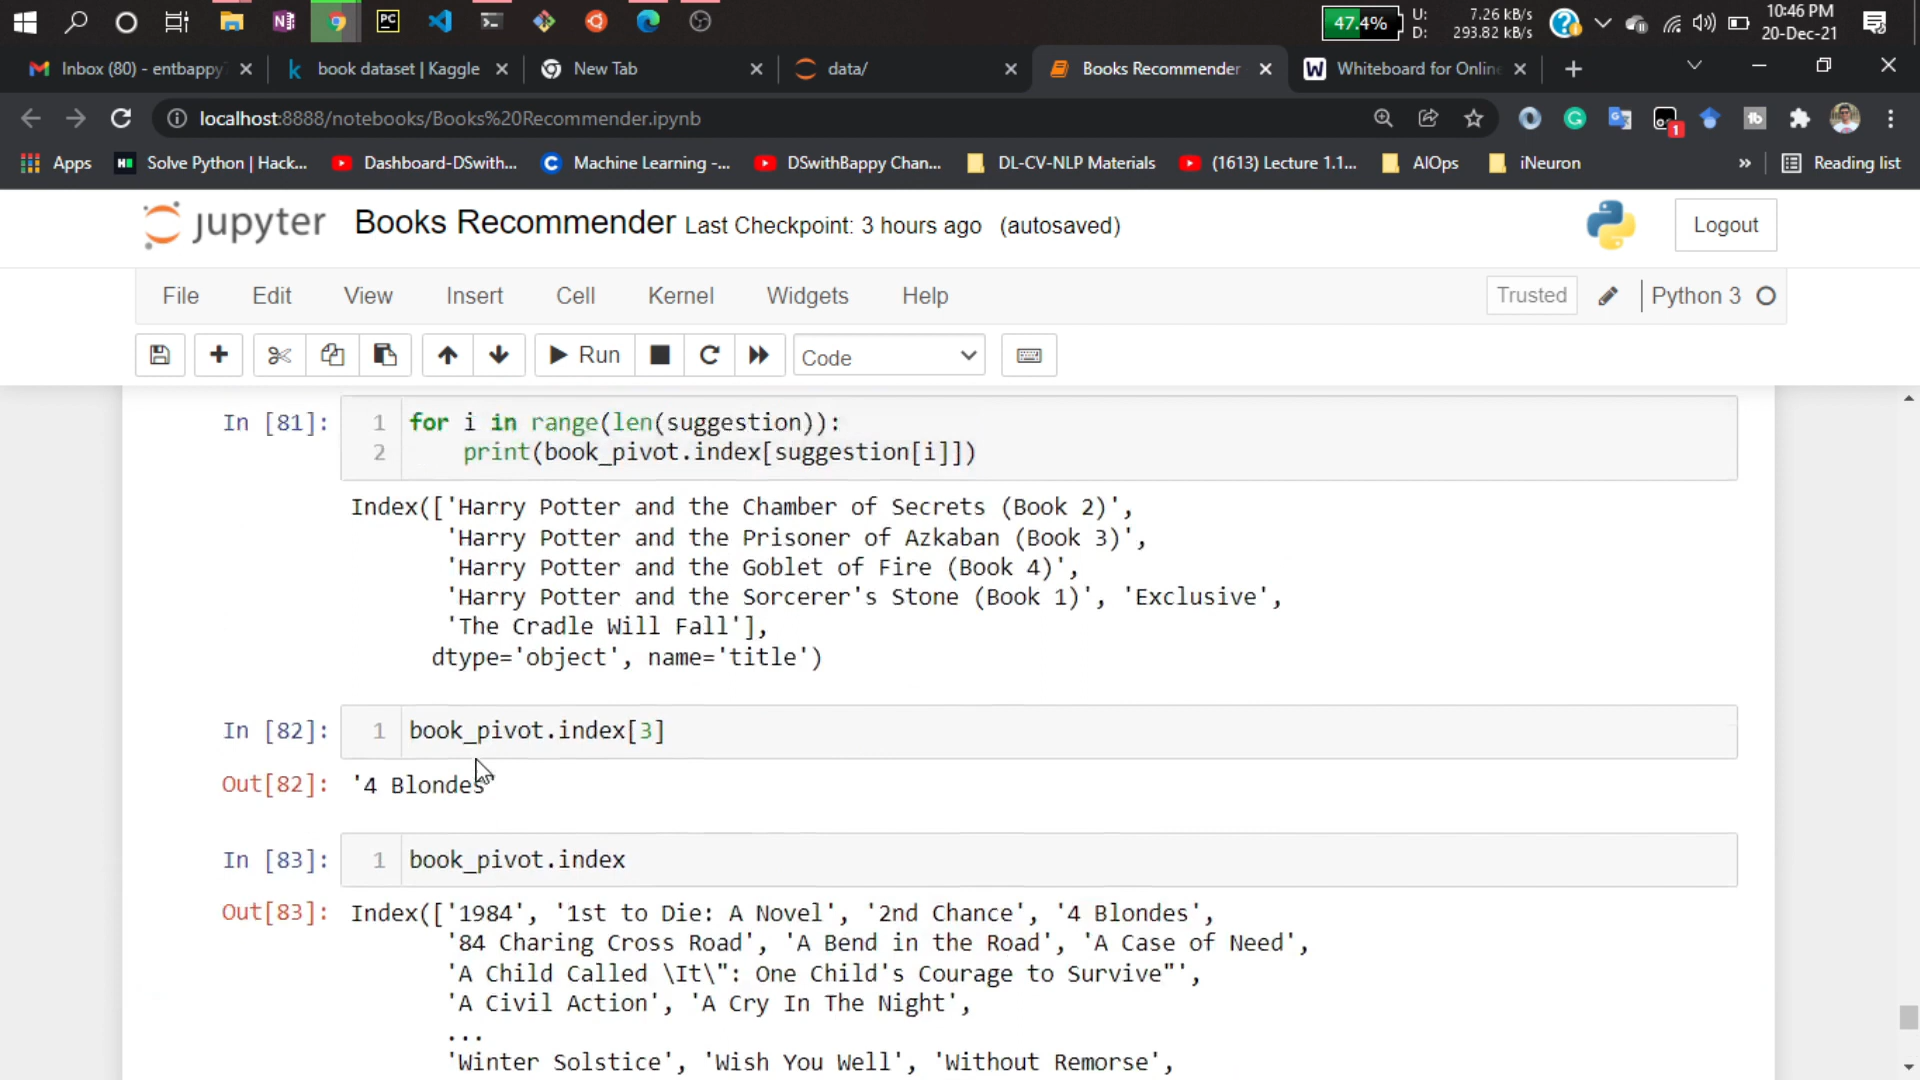 47.4%
U: 7.26 kB/s
D: 293.82 kB/s
10:46 PM
20-Dec-21
Inbox (80) - entbappy
book dataset | Kaggle
New Tab
data/
Books Recommender
Whiteboard for Online
localhost:8888/notebooks/Books%20Recommender.ipynb
1
Apps
Solve Python | Hack...
Dashboard-DSwith...
Machine Learning -...
DSwithBappy Chan...
DL-CV-NLP Materials
(1613) Lecture 1.1...
AIOps
iNeuron
»
Reading list
jupyter
Books Recommender Last Checkpoint: 3 hours ago (autosaved)
Logout
File Edit View Insert Cell Kernel Widgets Help
Trusted
Python 3
Run
Code
In [81]:
1 for i in range(len(suggestion)):
2 print(book_pivot.index[suggestion[i]])
Index(['Harry Potter and the Chamber of Secrets (Book 2)',
'Harry Potter and the Prisoner of Azkaban (Book 3)',
'Harry Potter and the Goblet of Fire (Book 4)',
'Harry Potter and the Sorcerer's Stone (Book 1)', 'Exclusive',
'The Cradle Will Fall'],
dtype='object', name='title')
In [82]: 1 book_pivot.index[3]
Out[82]: '4 Blondes'
In [83]: 1 book_pivot.index
Out[83]: Index(['1984', '1st to Die: A Novel', '2nd Chance', '4 Blondes',
'84 Charing Cross Road', 'A Bend in the Road', 'A Case of Need',
'A Child Called \It\": One Child's Courage to Survive"',
'A Civil Action', 'A Cry In The Night',
...
'Winter Solstice', 'Wish You Well', 'Without Remorse',